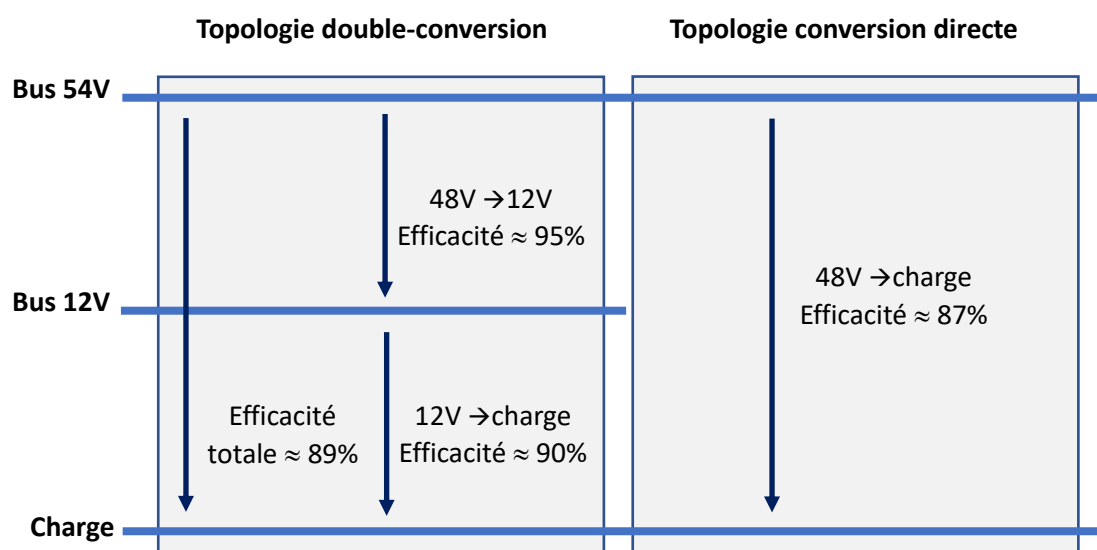 Topologie double-conversion
Topologie conversion directe
Bus 54V
48V →12V
Efficacité ≈ 95%
48V →charge
Efficacité ≈ 87%
Bus 12V
Efficacité
totale ≈ 89%
12V →charge
Efficacité ≈ 90%
Charge